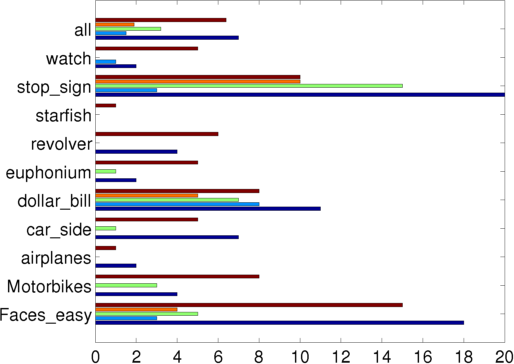 all
watch
stop_sign
starfish
revolver
euphonium
dollar_bill
car_side
airplanes
Motorbikes
Faces_easy
0 2 4 6 8 10 12 14 16 18 20